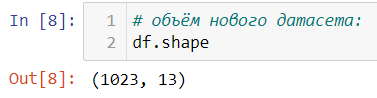 In [8]: 1 # объём нового датасета:
2 df.shape
Out[8]: (1023, 13)